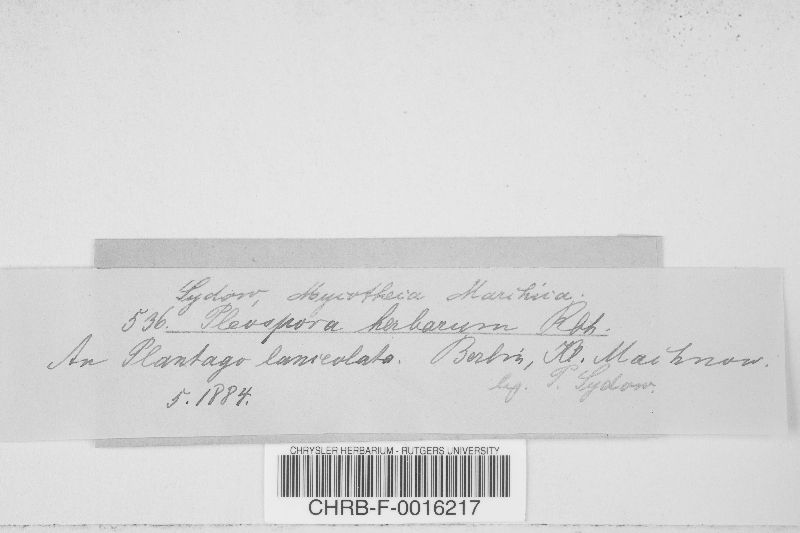 Sydow, Mycotheca Marchica.
536. Pleospora herbarum Rbh.
An Plantago lanceolata. Berlin, Kl. Machnow.
5. 1884.
leg. P. Sydow.
CHRYSLER HERBARIUM - RUTGERS UNIVERSITY
CHRB-F-0016217